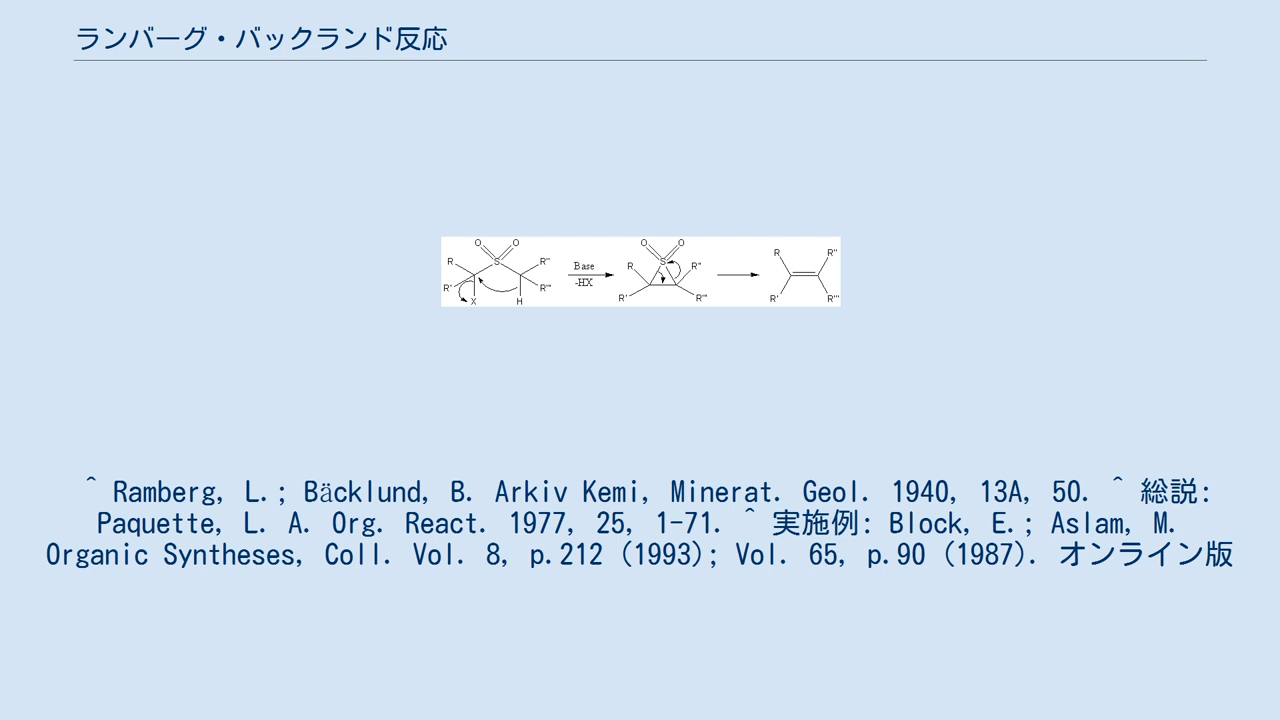 ランバーグ・バックランド反応
O O O O
R S R'' Base R S R'' R R''
R' R''' -HX R' R''' R' R'''
X H
^ Ramberg, L.; Bäcklund, B. Arkiv Kemi, Minerat. Geol. 1940, 13A, 50. ^ 総説:
Paquette, L. A. Org. React. 1977, 25, 1-71. ^ 実施例: Block, E.; Aslam, M.
Organic Syntheses, Coll. Vol. 8, p.212 (1993); Vol. 65, p.90 (1987). オンライン版